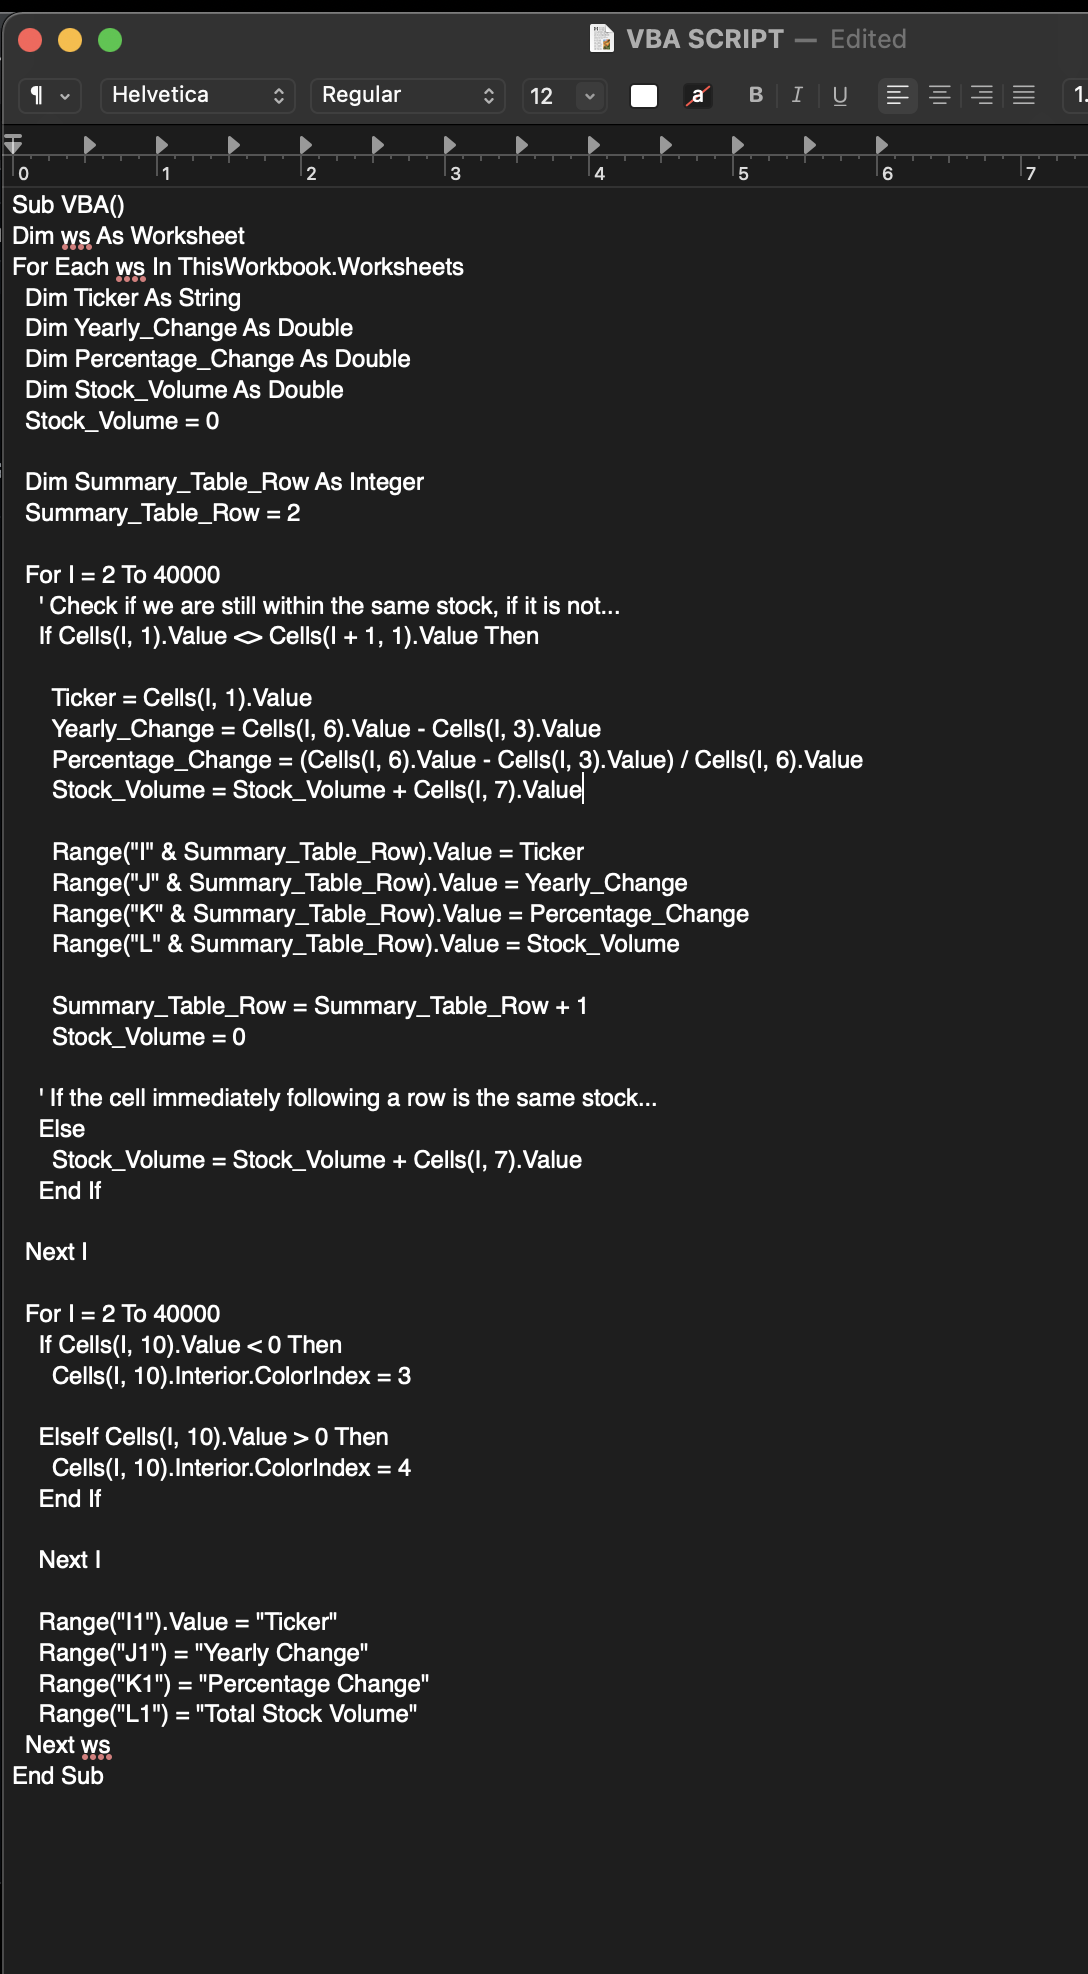 VBA SCRIPT — Edited
¶ Helvetica Regular 12 a B I U 1.
0 1 2 3 4 5 6 7
Sub VBA()
Dim ws As Worksheet
For Each ws In ThisWorkbook.Worksheets
Dim Ticker As String
Dim Yearly_Change As Double
Dim Percentage_Change As Double
Dim Stock_Volume As Double
Stock_Volume = 0
Dim Summary_Table_Row As Integer
Summary_Table_Row = 2
For I = 2 To 40000
' Check if we are still within the same stock, if it is not...
If Cells(I, 1).Value <> Cells(I + 1, 1).Value Then
Ticker = Cells(I, 1).Value
Yearly_Change = Cells(I, 6).Value - Cells(I, 3).Value
Percentage_Change = (Cells(I, 6).Value - Cells(I, 3).Value) / Cells(I, 6).Value
Stock_Volume = Stock_Volume + Cells(I, 7).Value
Range("I" & Summary_Table_Row).Value = Ticker
Range("J" & Summary_Table_Row).Value = Yearly_Change
Range("K" & Summary_Table_Row).Value = Percentage_Change
Range("L" & Summary_Table_Row).Value = Stock_Volume
Summary_Table_Row = Summary_Table_Row + 1
Stock_Volume = 0
' If the cell immediately following a row is the same stock...
Else
Stock_Volume = Stock_Volume + Cells(I, 7).Value
End If
Next I
For I = 2 To 40000
If Cells(I, 10).Value < 0 Then
Cells(I, 10).Interior.ColorIndex = 3
ElseIf Cells(I, 10).Value > 0 Then
Cells(I, 10).Interior.ColorIndex = 4
End If
Next I
Range("I1").Value = "Ticker"
Range("J1") = "Yearly Change"
Range("K1") = "Percentage Change"
Range("L1") = "Total Stock Volume"
Next ws
End Sub